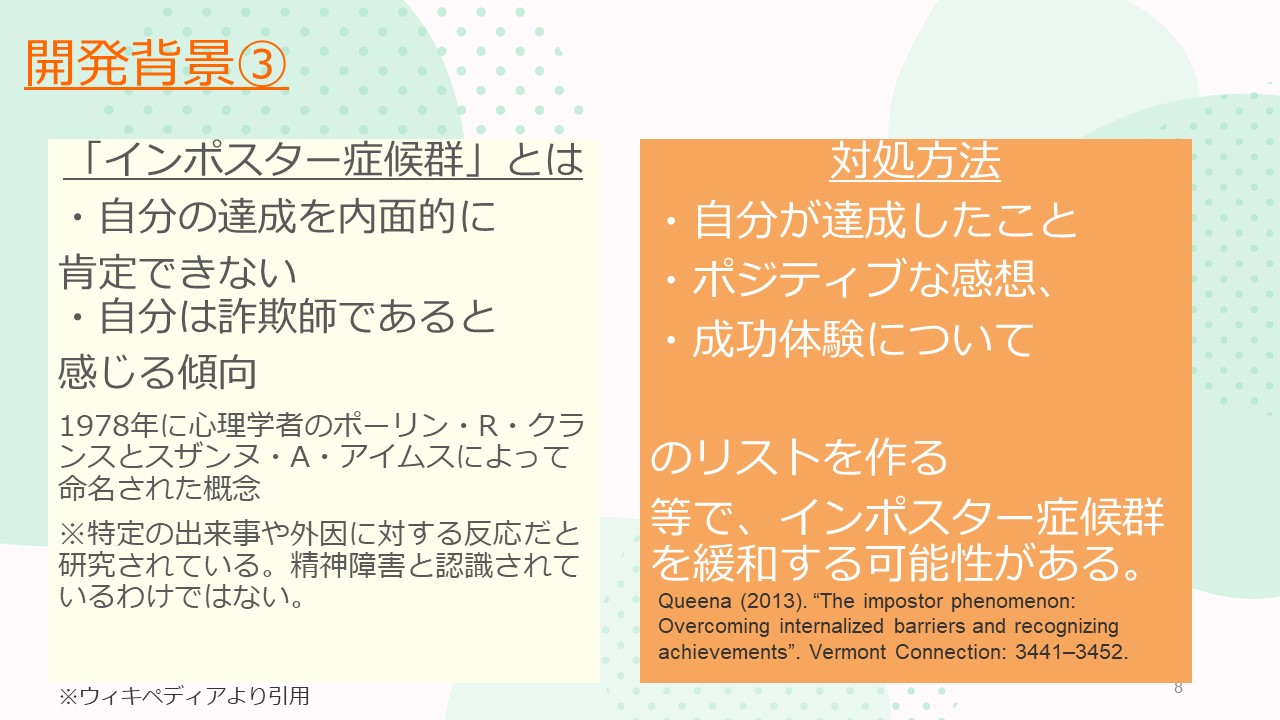 開発背景③
「インポスター症候群」とは
・自分の達成を内面的に
肯定できない
・自分は詐欺師であると
感じる傾向
1978年に心理学者のポーリン・R・クラ
ンスとスザンヌ・A・アイムスによって
命名された概念
※特定の出来事や外因に対する反応だと
研究されている。精神障害と認識されて
いるわけではない。
※ウィキペディアより引用
対処方法
・自分が達成したこと
・ポジティブな感想、
・成功体験について
のリストを作る
等で、インポスター症候群
を緩和する可能性がある。
Queena (2013). “The impostor phenomenon:
Overcoming internalized barriers and recognizing
achievements”. Vermont Connection: 3441–3452.
8